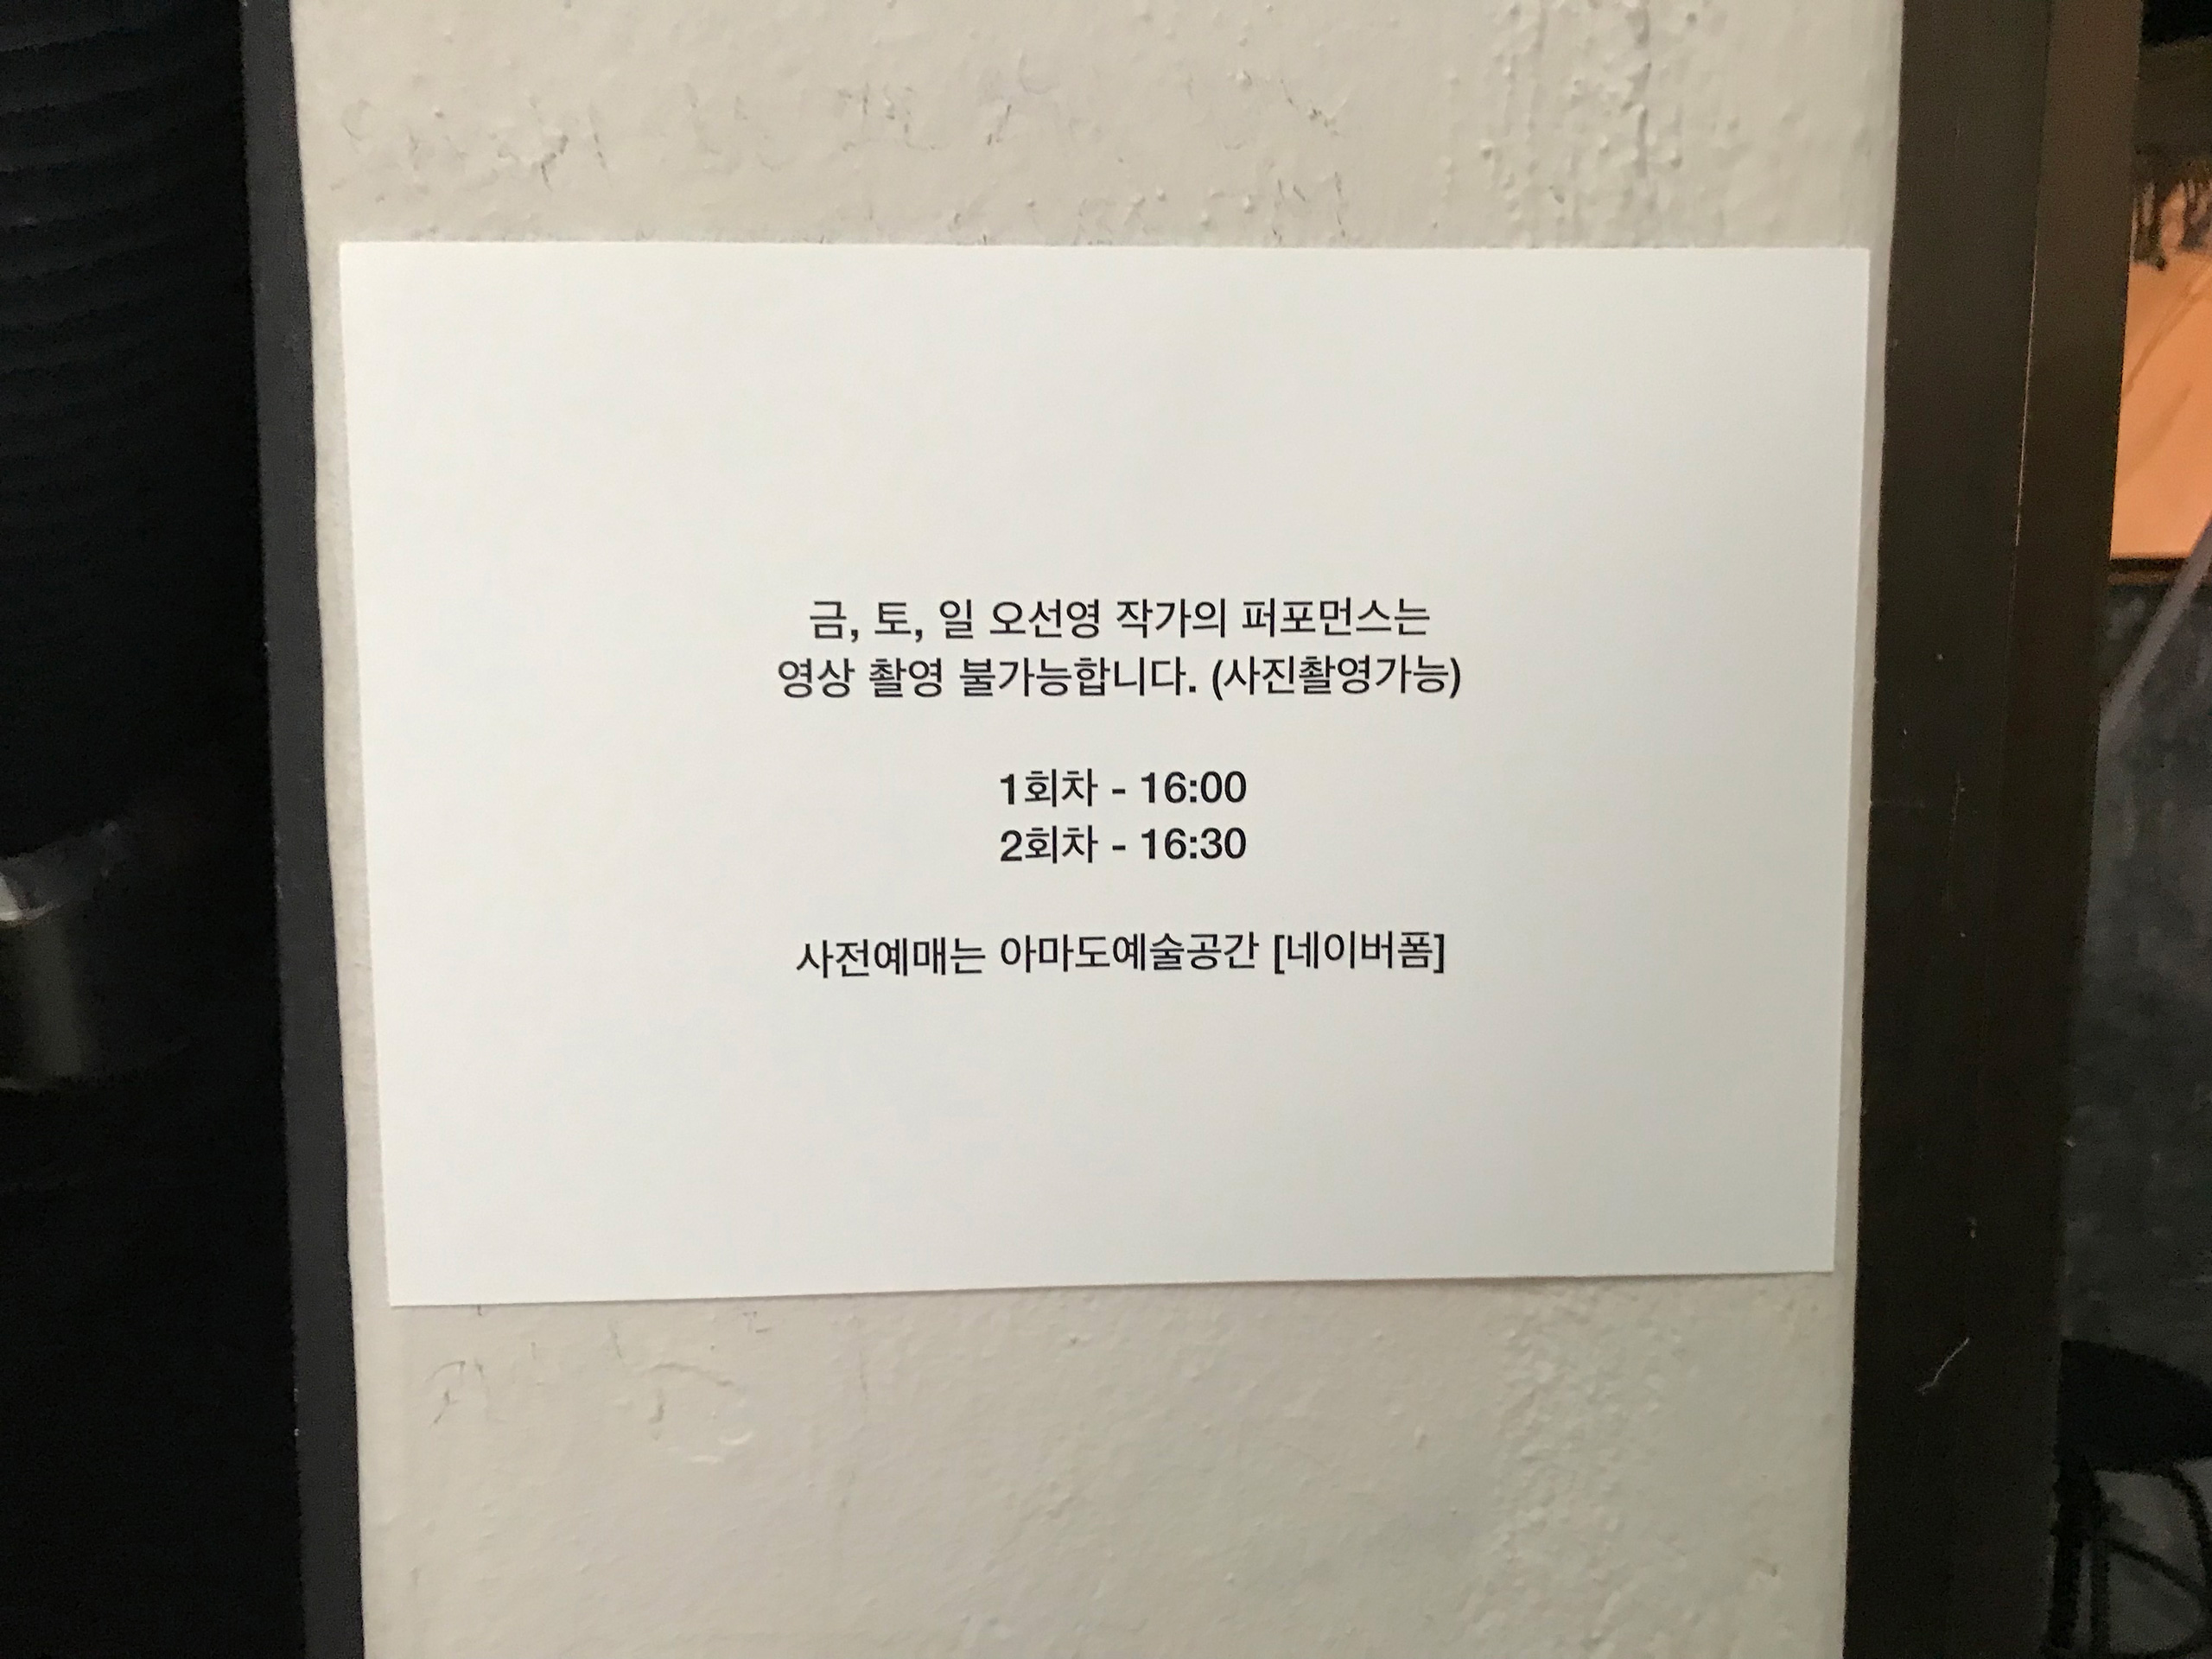 금, 토, 일 오선영 작가의 퍼포먼스는
영상 촬영 불가능합니다. (사진촬영가능)
1회차 - 16:00
2회차 - 16:30
사전예매는 아마도예술공간 [네이버폼]